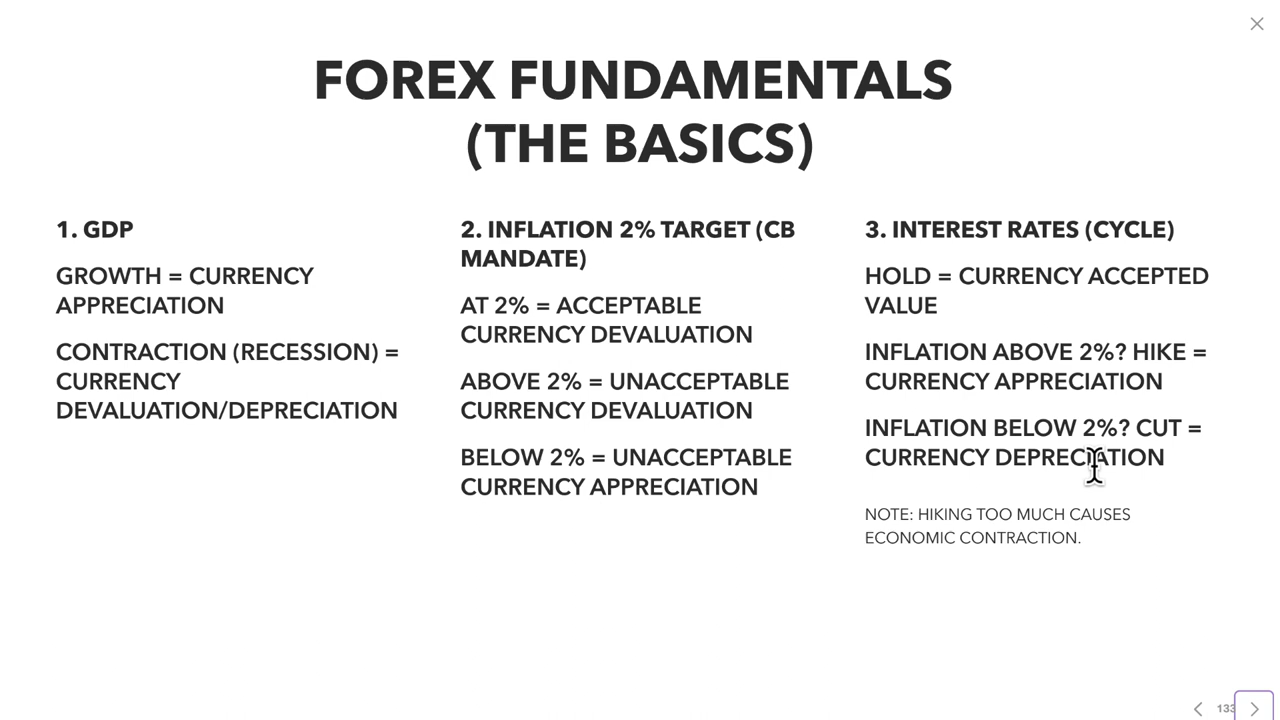 FOREX FUNDAMENTALS
(THE BASICS)
1. GDP
GROWTH = CURRENCY
APPRECIATION
CONTRACTION (RECESSION) =
CURRENCY
DEVALUATION/DEPRECIATION
2. INFLATION 2% TARGET (CB
MANDATE)
AT 2% = ACCEPTABLE
CURRENCY DEVALUATION
ABOVE 2% = UNACCEPTABLE
CURRENCY DEVALUATION
BELOW 2% = UNACCEPTABLE
CURRENCY APPRECIATION
3. INTEREST RATES (CYCLE)
HOLD = CURRENCY ACCEPTED
VALUE
INFLATION ABOVE 2%? HIKE =
CURRENCY APPRECIATION
INFLATION BELOW 2%? CUT =
CURRENCY DEPRECIATION
NOTE: HIKING TOO MUCH CAUSES
ECONOMIC CONTRACTION.
133